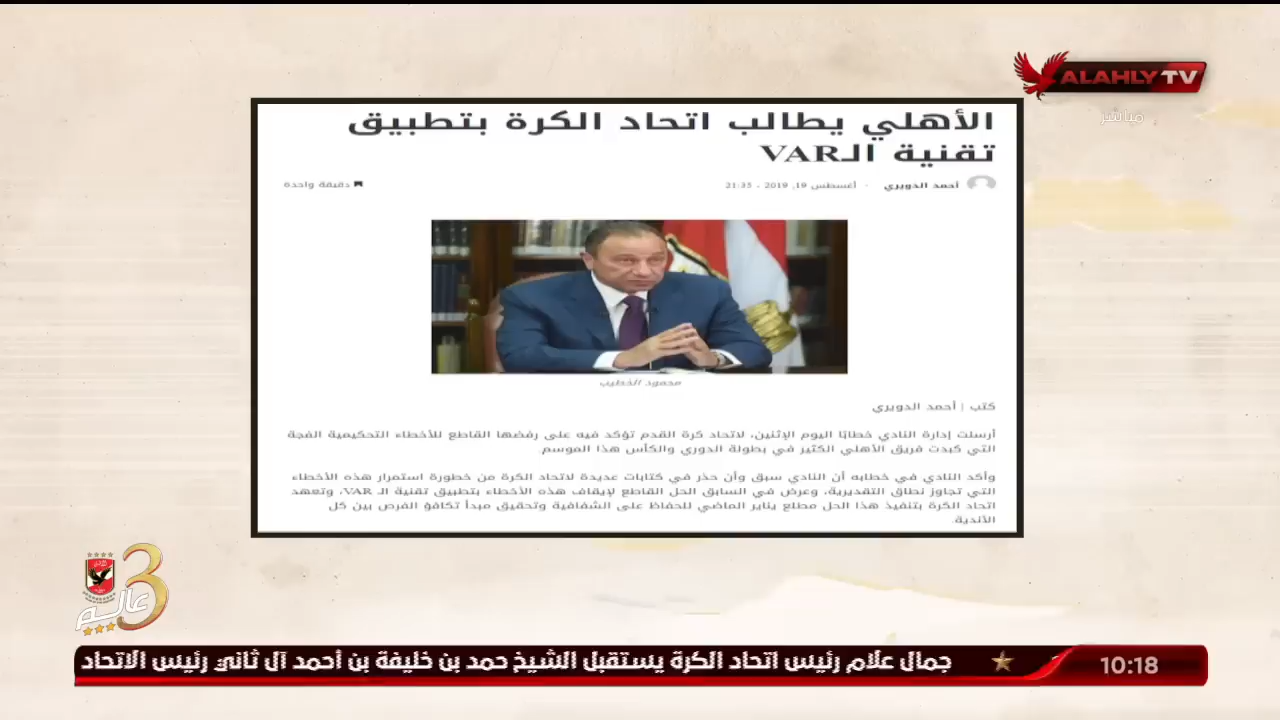 ALAHLY TV
مباشر
الأهلي يطالب اتحاد الكرة بتطبيق
تقنية الـVAR
أحمد الدويري · أغسطس 19, 2019 - 21:35
دقيقة واحدة
محمود الخطيب
كتب | أحمد الدويري
أرسلت إدارة النادي خطابًا اليوم الإثنين، لاتحاد كرة القدم تؤكد فيه على رفضها القاطع للأخطاء التحكيمية الفجة
التي كبدت فريق الأهلي الكثير في بطولة الدوري والكأس هذا الموسم.
وأكد النادي في خطابه أن النادي سبق وأن حذر في كتابات عديدة لاتحاد الكرة من خطورة استمرار هذه الأخطاء
التي تجاوز نطاق التقديرية، وعرض في السابق الحل القاطع لإيقاف هذه الأخطاء بتطبيق تقنية الـ VAR، وتعهد
اتحاد الكرة بتنفيذ هذا الحل مطلع يناير الماضي للحفاظ على الشفافية وتحقيق مبدأ تكافؤ الفرص بين كل
الأندية.
3
عالم
جمال علام رئيس اتحاد الكرة يستقبل الشيخ حمد بن خليفة بن أحمد آل ثاني رئيس الاتحاد
10:18